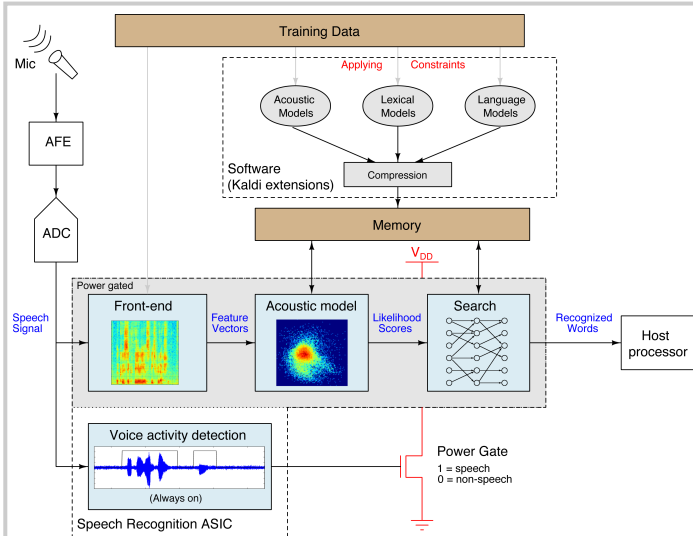 Training Data
Mic
Applying Constraints
Acoustic
Models
Lexical
Models
Language
Models
AFE
Software
(Kaldi extensions)
Compression
ADC
Memory
VDD
Power gated
Speech
Signal
Front-end
Feature
Vectors
Acoustic model
Likelihood
Scores
Search
Recognized
Words
Host
processor
Voice activity detection
(Always on)
Power Gate
1 = speech
0 = non-speech
Speech Recognition ASIC